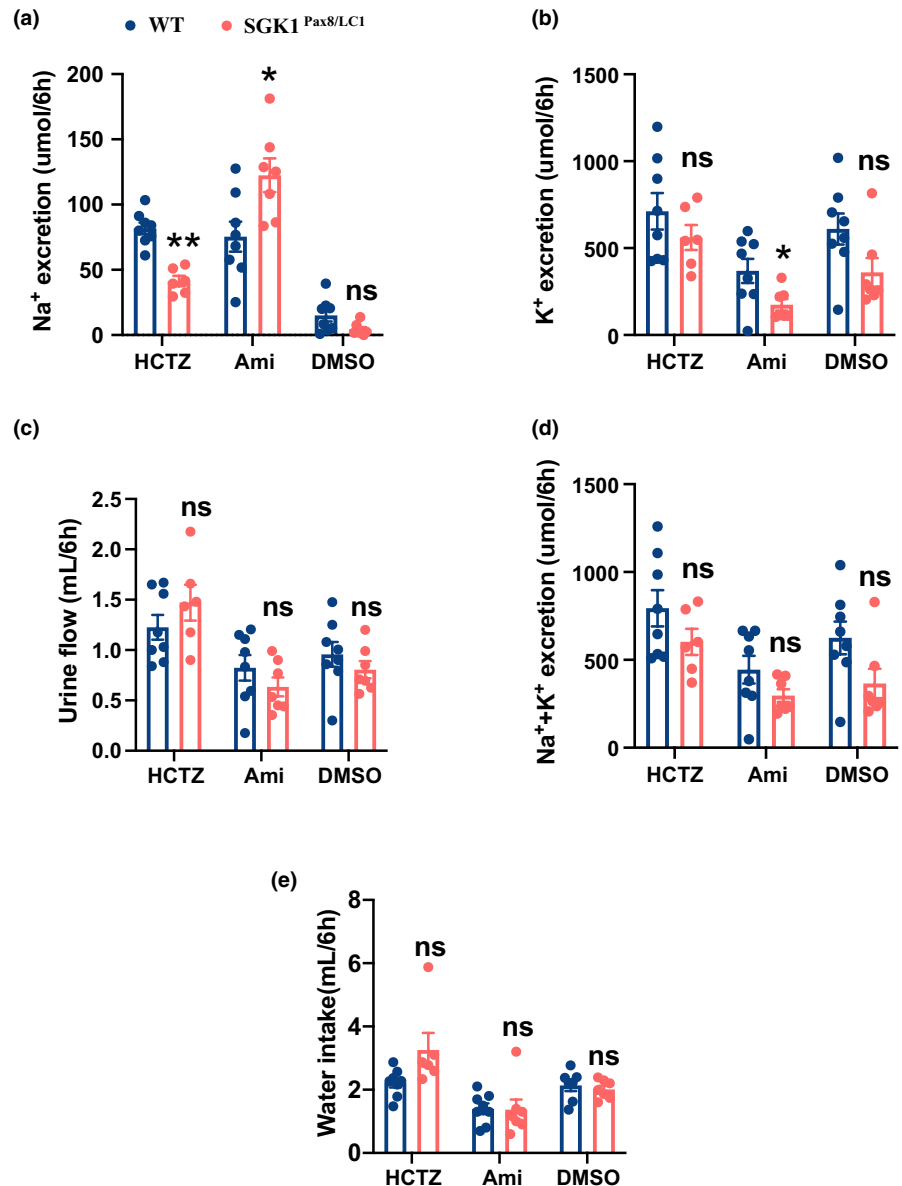 (a)
WT SGK1 Pax8/LC1
Na+ excretion (umol/6h)
200
150
100
50
0
* ** ns
HCTZ Ami DMSO
(b)
K+ excretion (umol/6h)
1500
1000
500
0
ns * ns
HCTZ Ami DMSO
(c)
Urine flow (mL/6h)
2.5
2.0
1.5
1.0
0.5
0.0
ns ns ns
HCTZ Ami DMSO
(d)
Na++K+ excretion (umol/6h)
1500
1000
500
0
ns ns ns
HCTZ Ami DMSO
(e)
Water intake(mL/6h)
8
6
4
2
0
ns ns ns
HCTZ Ami DMSO